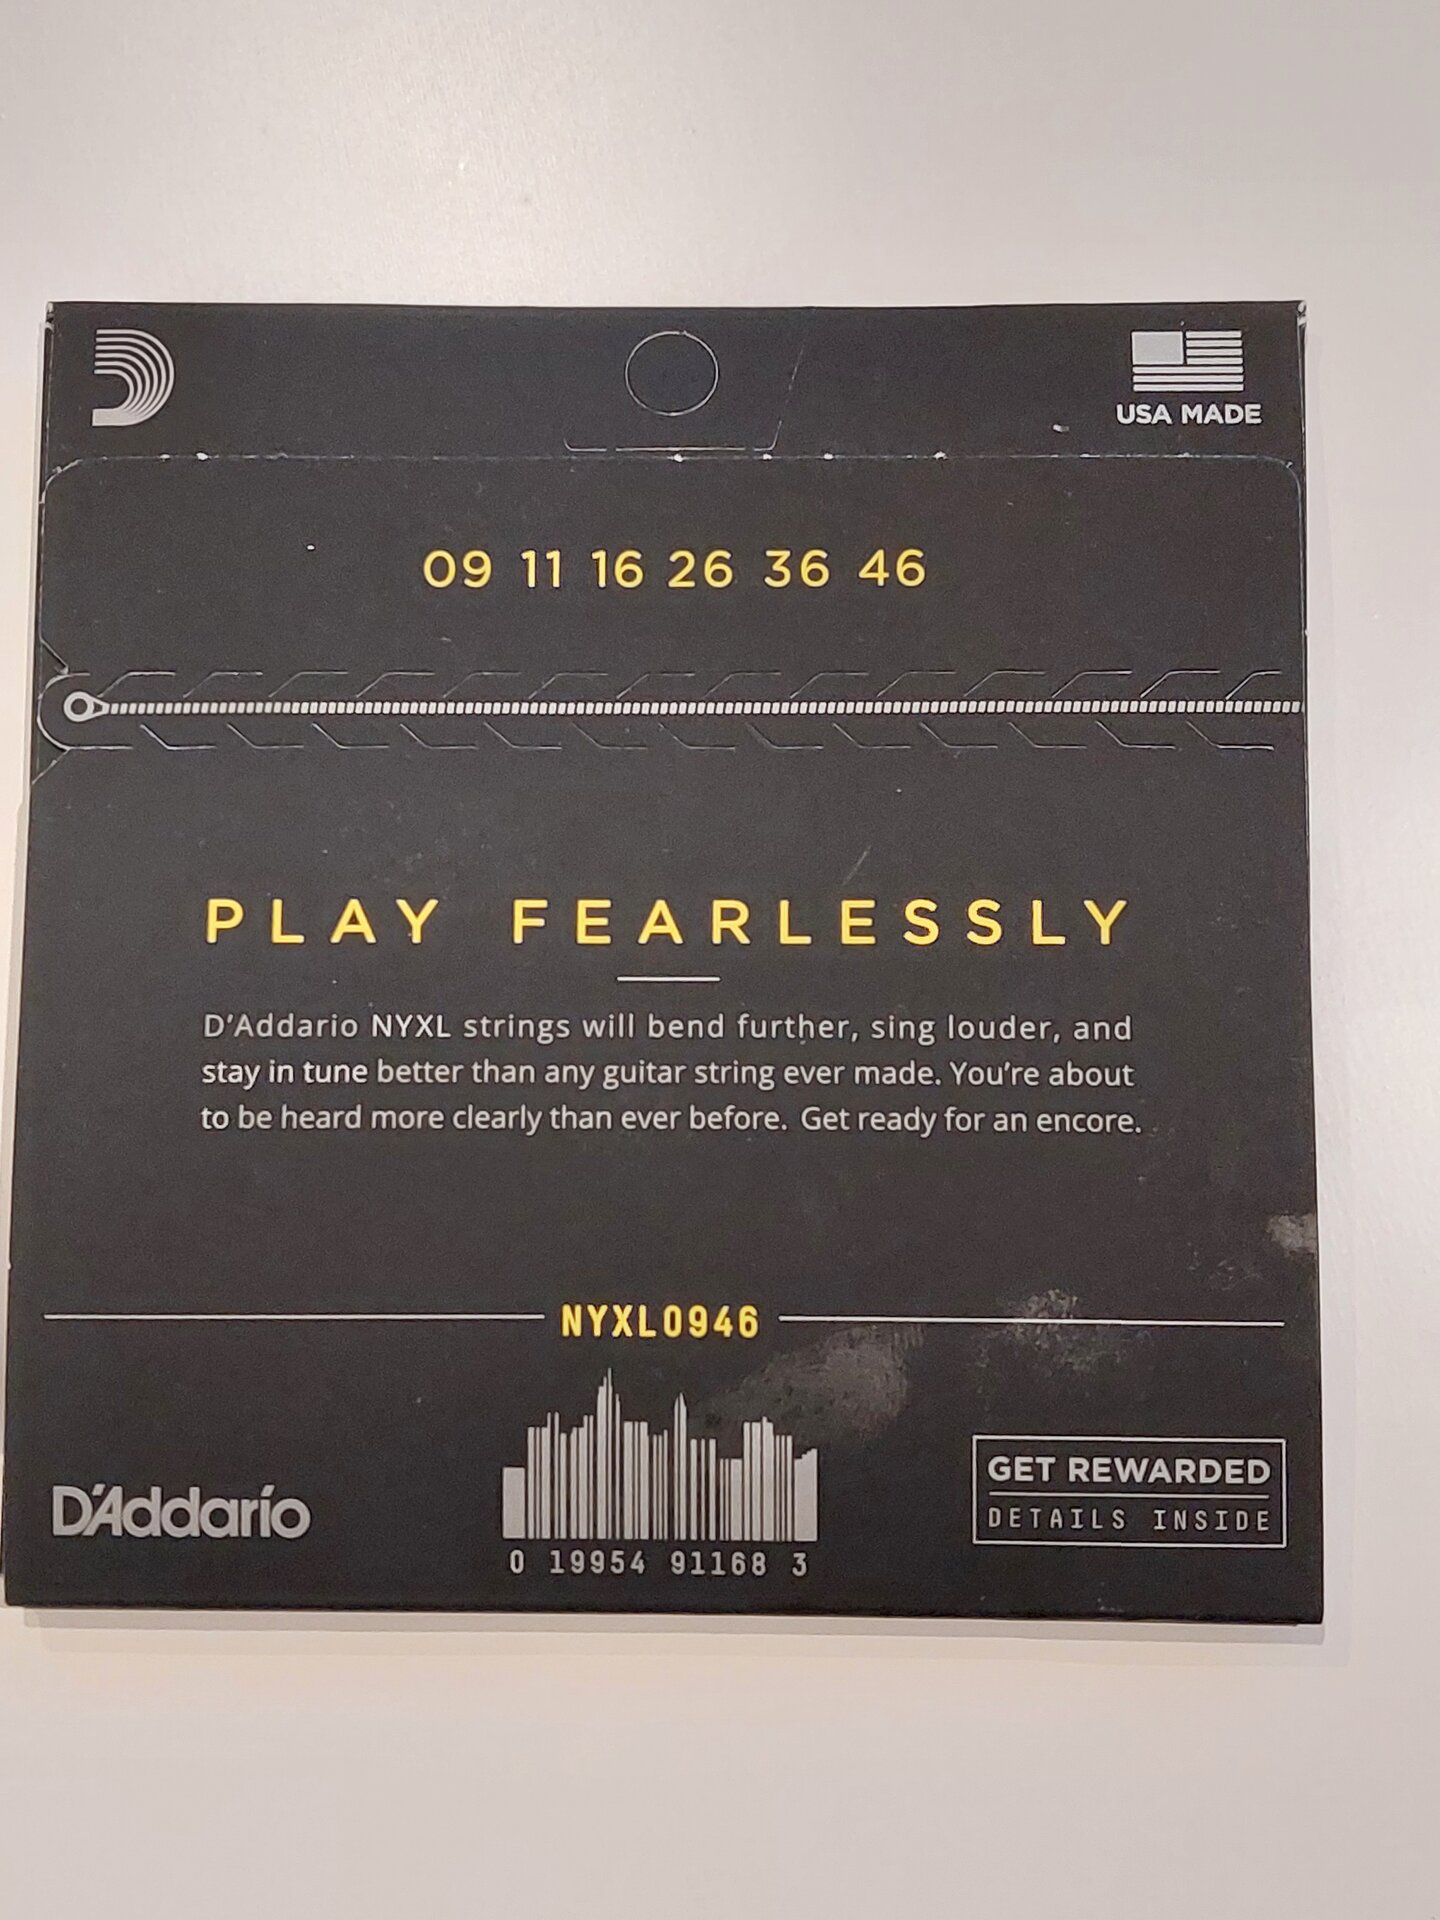 USA MADE
09 11 16 26 36 46
PLAY FEARLESSLY
D'Addario NYXL strings will bend further, sing louder, and
stay in tune better than any guitar string ever made. You're about
to be heard more clearly than ever before. Get ready for an encore.
NYXL0946
D'Addario
0 19954 91168 3
GET REWARDED
DETAILS INSIDE